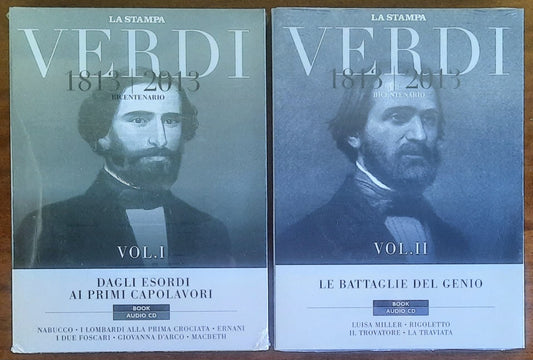 LA STAMPA
VERDI
1813 - 2013
BICENTENARIO
VOL.I
DAGLI ESORDI
AI PRIMI CAPOLAVORI
BOOK
AUDIO CD
NABUCCO • I LOMBARDI ALLA PRIMA CROCIATA • ERNANI
I DUE FOSCARI • GIOVANNA D'ARCO • MACBETH
LA STAMPA
VERDI
1813 - 2013
BICENTENARIO
VOL.II
LE BATTAGLIE DEL GENIO
BOOK
AUDIO CD
LUISA MILLER • RIGOLETTO
IL TROVATORE • LA TRAVIATA